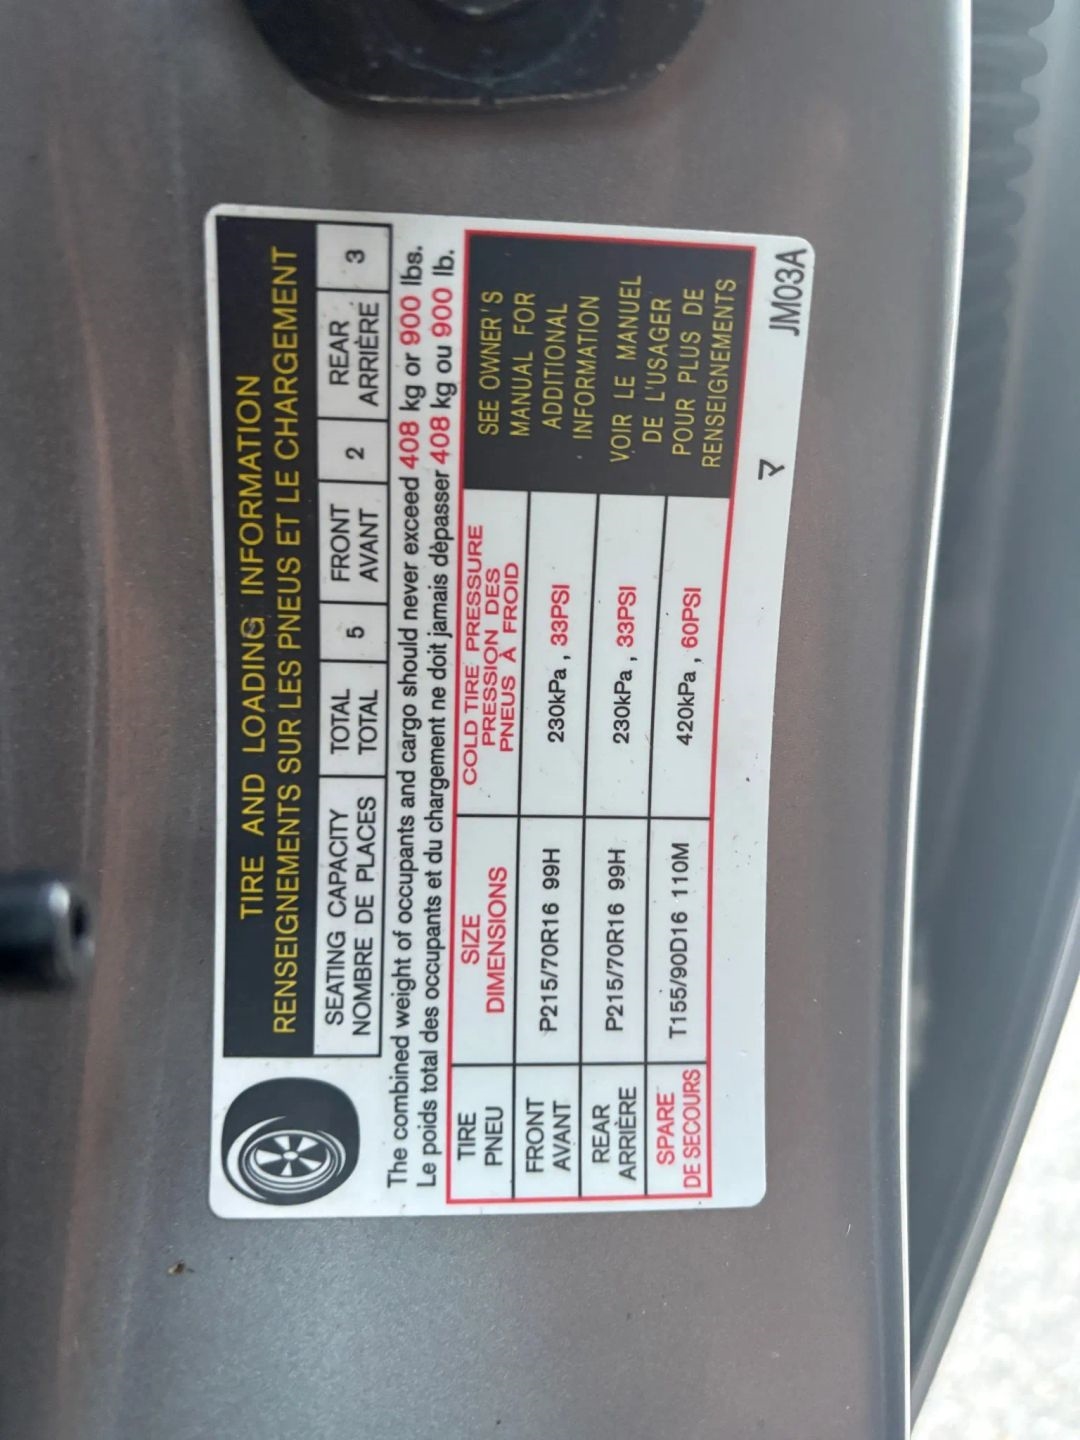 TIRE AND LOADING INFORMATION
RENSEIGNEMENTS SUR LES PNEUS ET LE CHARGEMENT
SEATING CAPACITY
NOMBRE DE PLACES
TOTAL
TOTAL
5
FRONT
AVANT
2
REAR
ARRIÈRE
3
The combined weight of occupants and cargo should never exceed 408 kg or 900 lbs.
Le poids total des occupants et du chargement ne doit jamais dépasser 408 kg ou 900 lb.
TIRE
PNEU
SIZE
DIMENSIONS
COLD TIRE PRESSURE
PRESSION DES
PNEUS À FROID
FRONT
AVANT
P215/70R16 99H
230kPa, 33PSI
REAR
ARRIÈRE
P215/70R16 99H
230kPa, 33PSI
SPARE
DE SECOURS
T155/90D16 110M
420kPa, 60PSI
SEE OWNER'S
MANUAL FOR
ADDITIONAL
INFORMATION
VOIR LE MANUEL
DE L'USAGER
POUR PLUS DE
RENSEIGNEMENTS
マ
JM03A